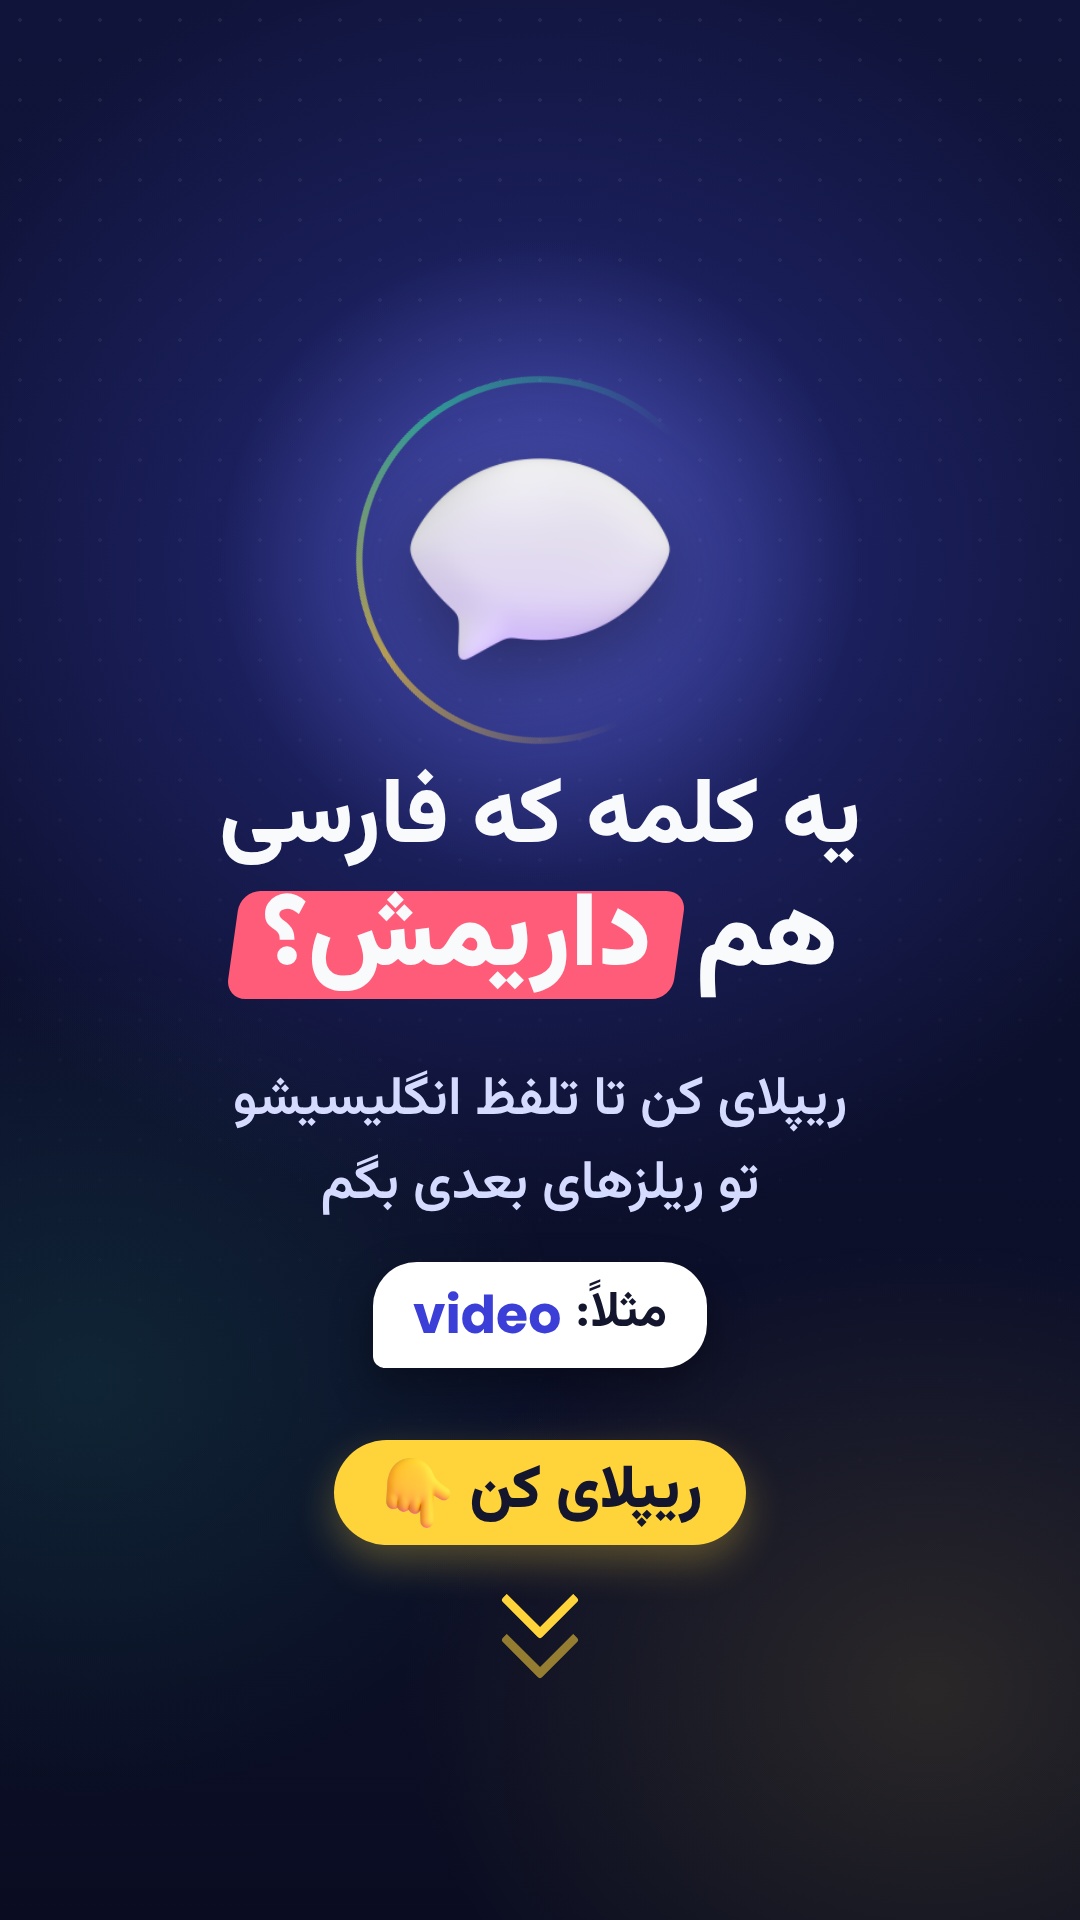 یه کلمه که فارسی
هم داریمش؟
ریپلای کن تا تلفظ انگلیسیشو
تو ریلزهای بعدی بگم
مثلاً: video
ریپلای کن 👇